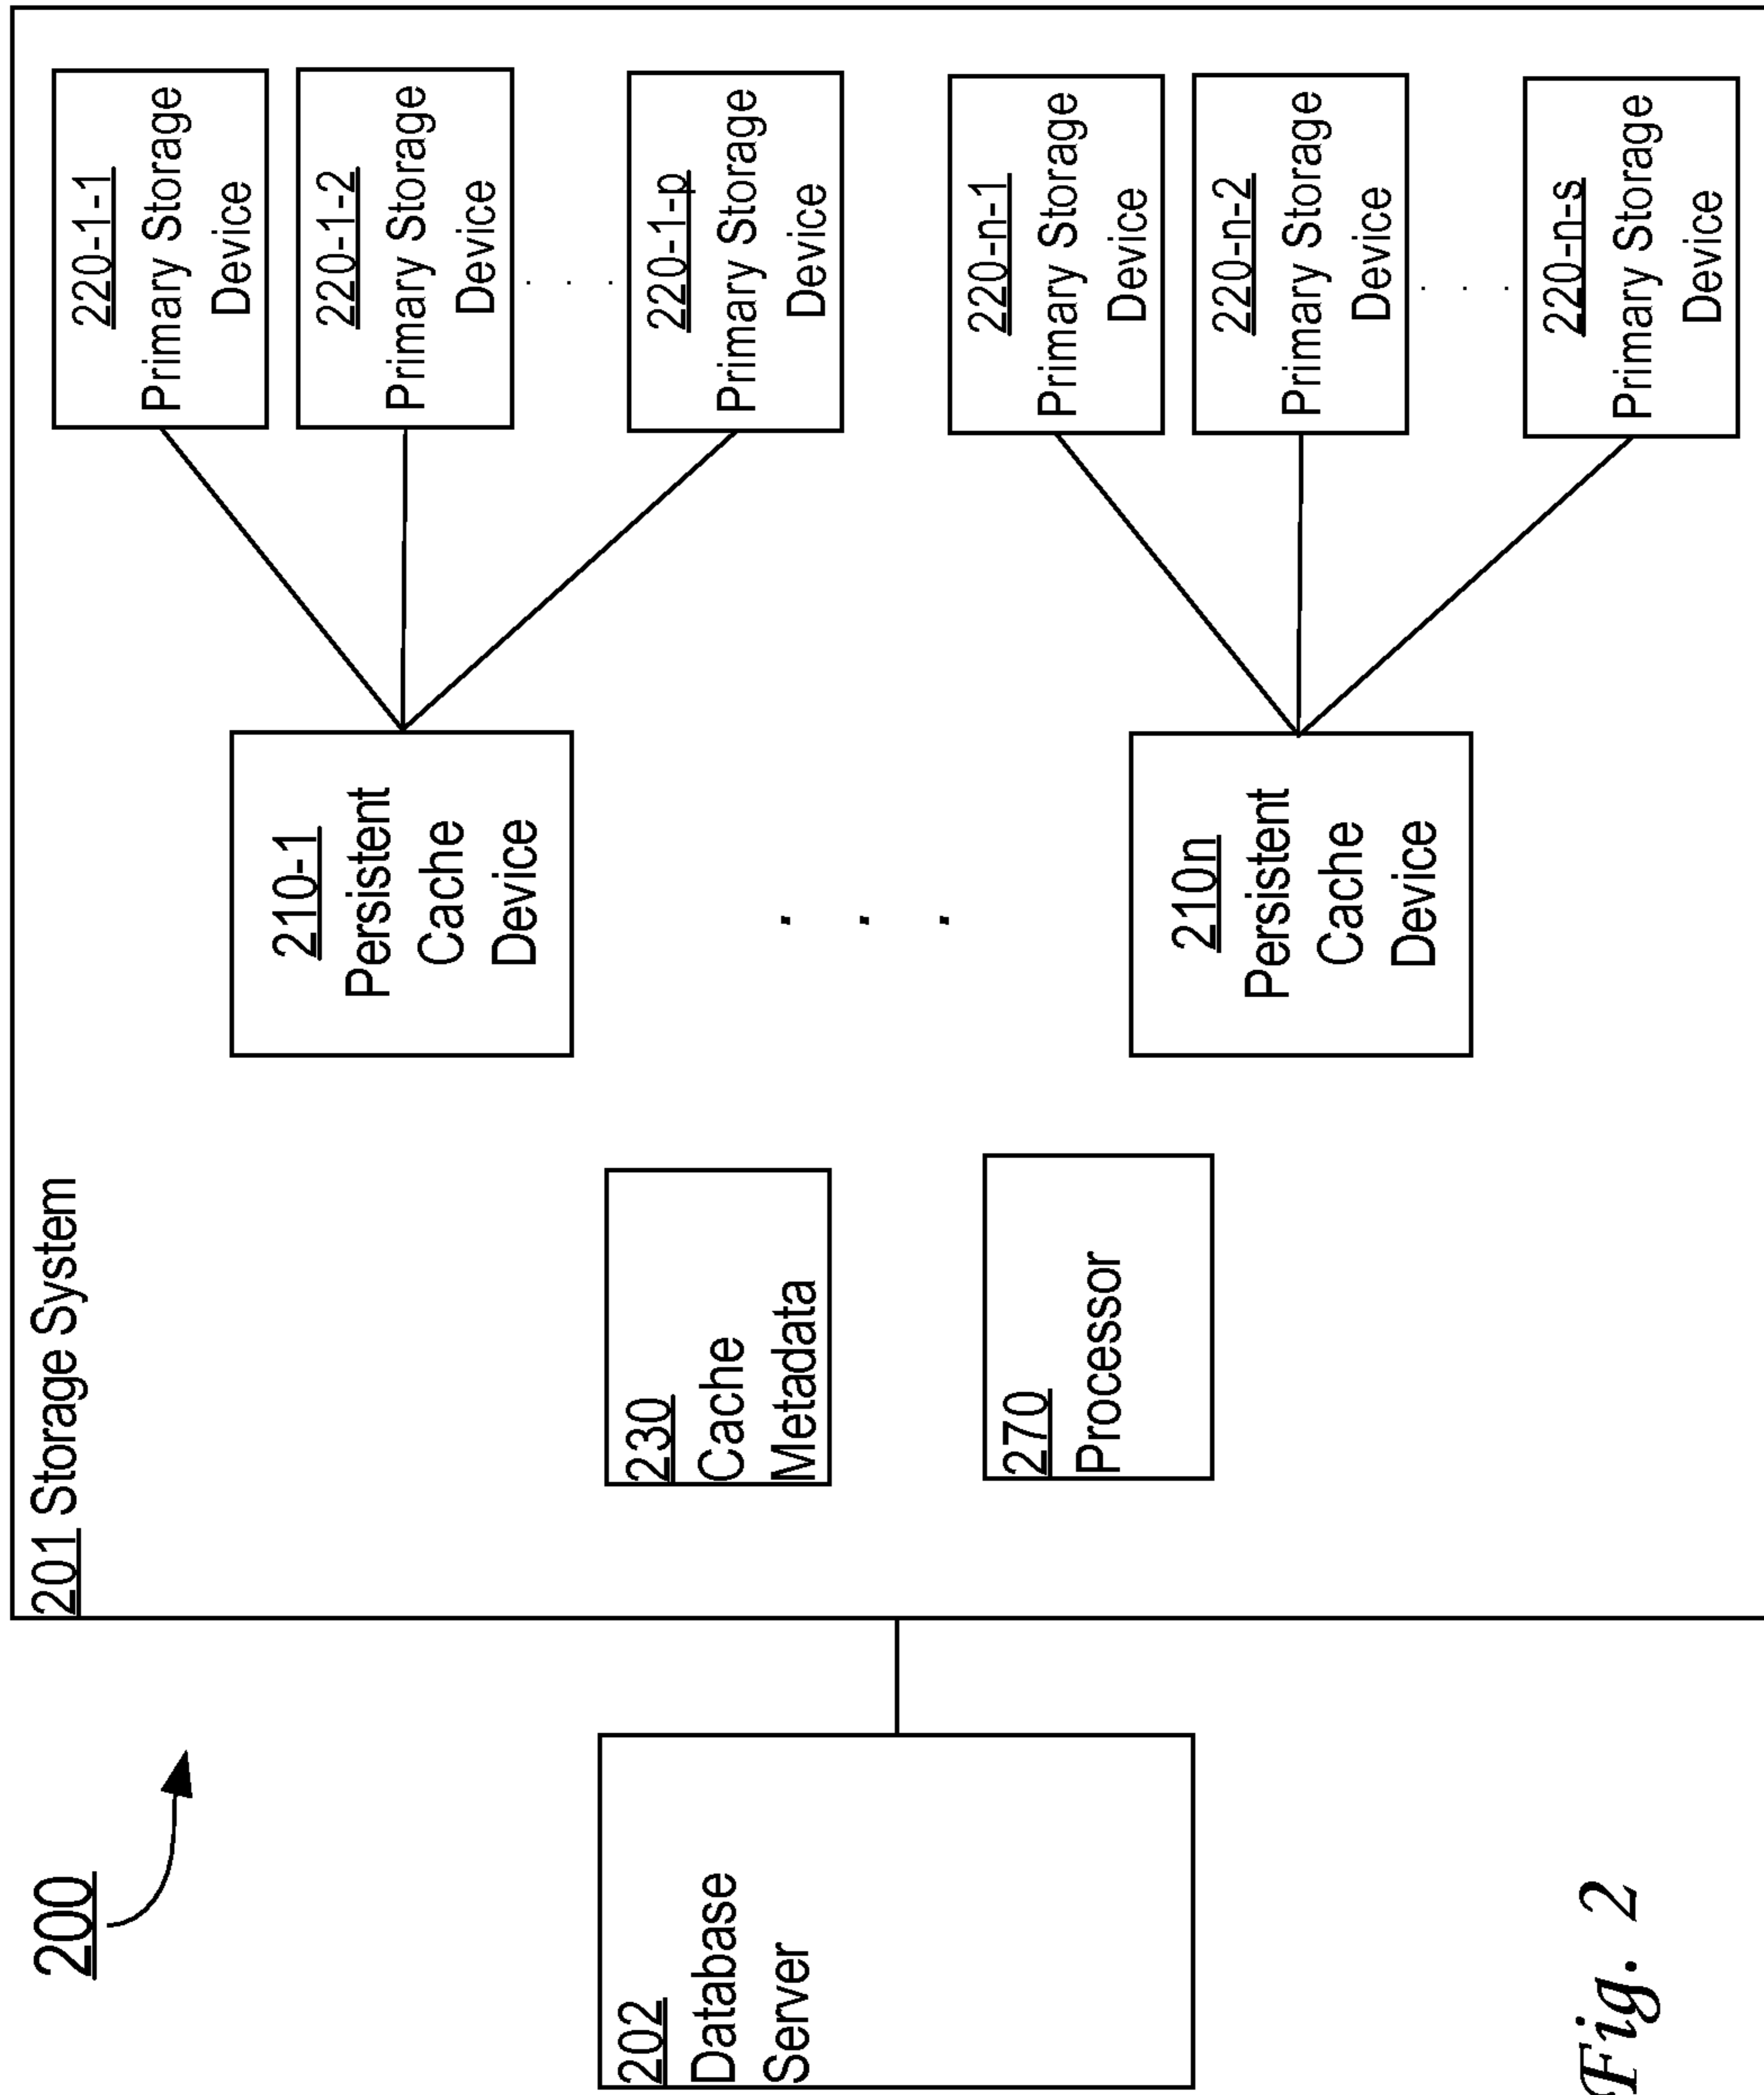 200
202
Database
Server
201 Storage System
230
Cache
Metadata
270
Processor
210-1
Persistent
Cache
Device
210n
Persistent
Cache
Device
220-1-1
Primary Storage
Device
220-1-2
Primary Storage
Device
220-1-p
Primary Storage
Device
220-n-1
Primary Storage
Device
220-n-2
Primary Storage
Device
220-n-s
Primary Storage
Device
Fig. 2